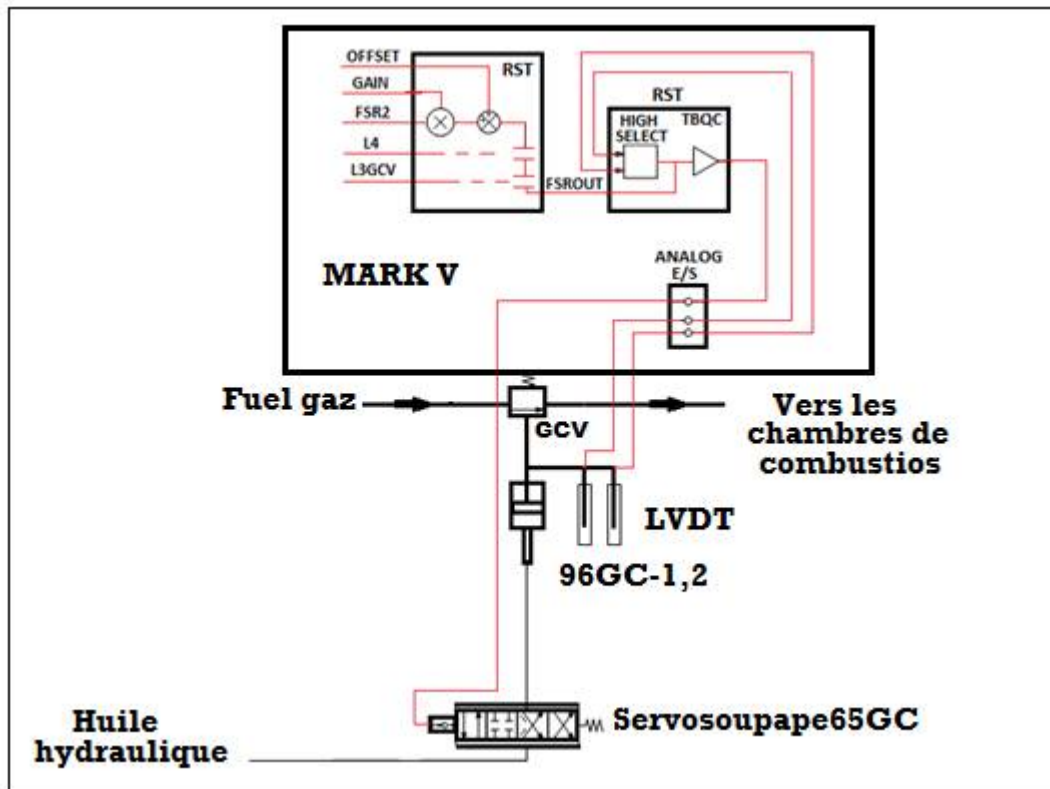 OFFSET
RST
GAIN
FSR2
L4
L3GCV
FSROUT
RST
HIGH
SELECT
TBQC
MARK V
ANALOG
E/S
Fuel gaz
GCV
Vers les
chambres de
combustios
LVDT
96GC-1,2
Huile
hydraulique
Servosoupape65GC